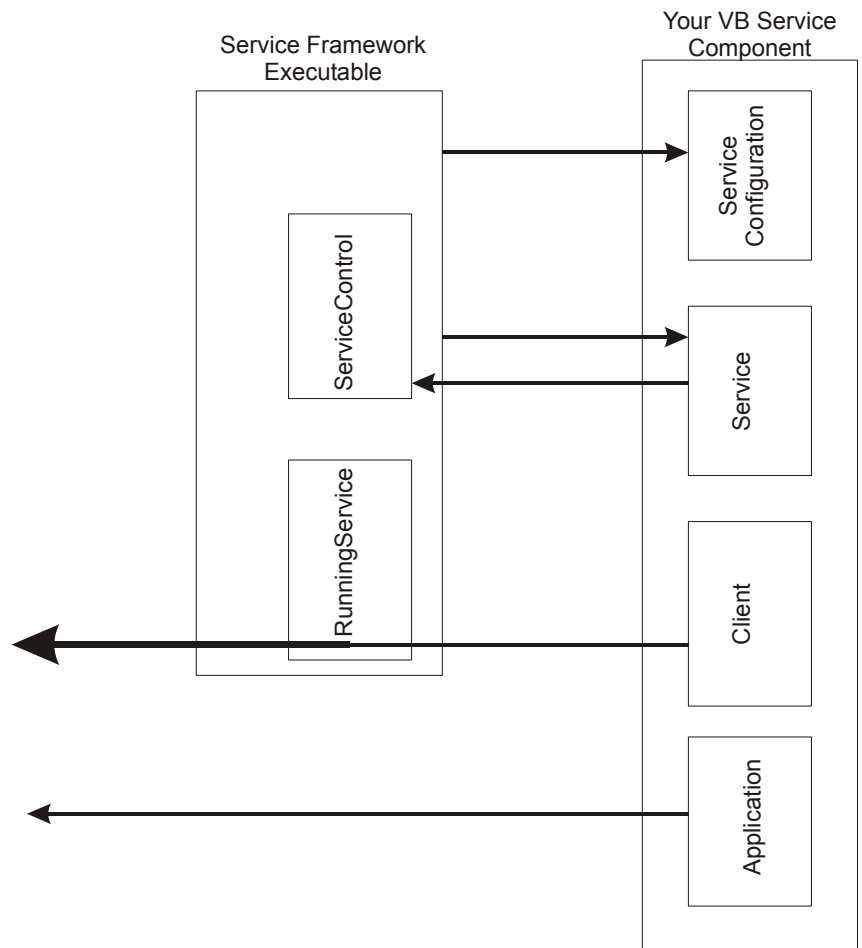 Service Framework
Executable
Your VB Service
Component
Service
Configuration
ServiceControl
Service
RunningService
Client
Application